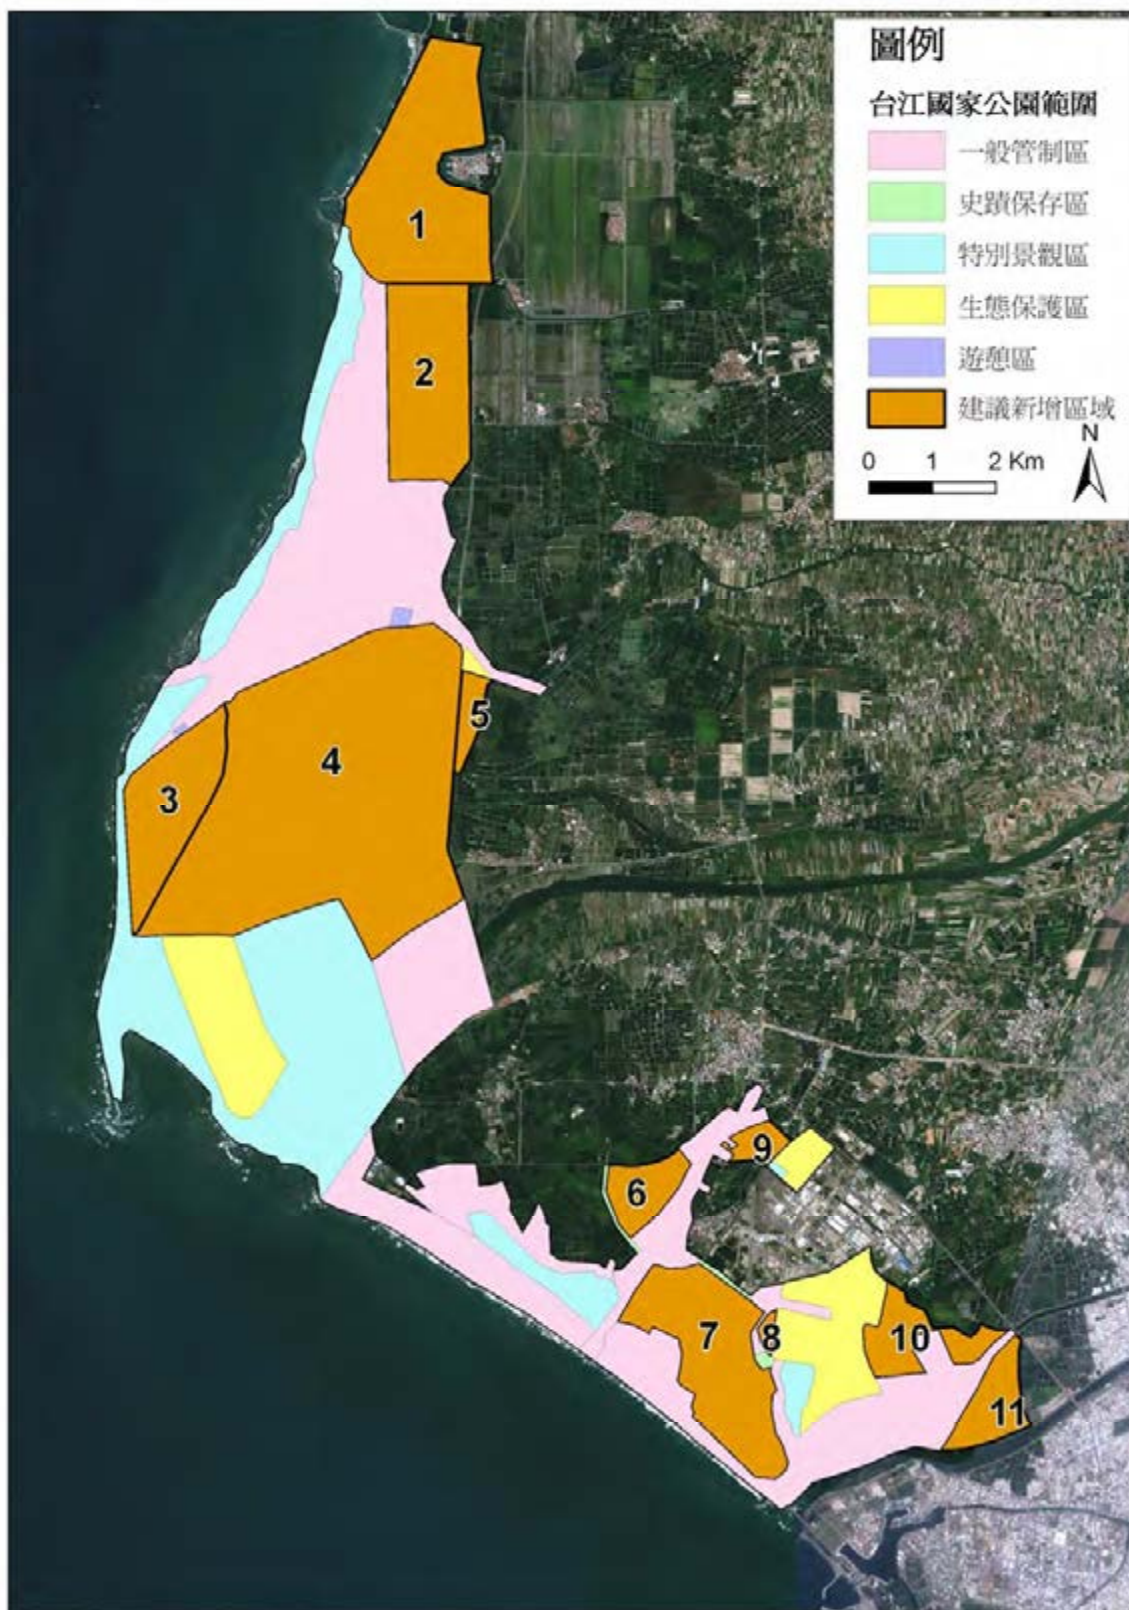 圖例
台江國家公園範圍
一般管制區
史蹟保存區
特別景觀區
生態保護區
遊憩區
建議新增區域
N
0 1 2 Km
1
2
3
4
5
6
7
8
9
10
11